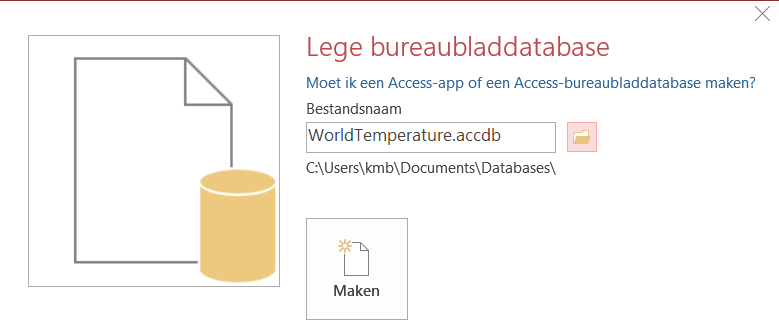 Lege bureaubladdatabase
Moet ik een Access-app of een Access-bureaubladdatabase maken?
Bestandsnaam
WorldTemperature.accdb
C:\Users\kmb\Documents\Databases\
Maken